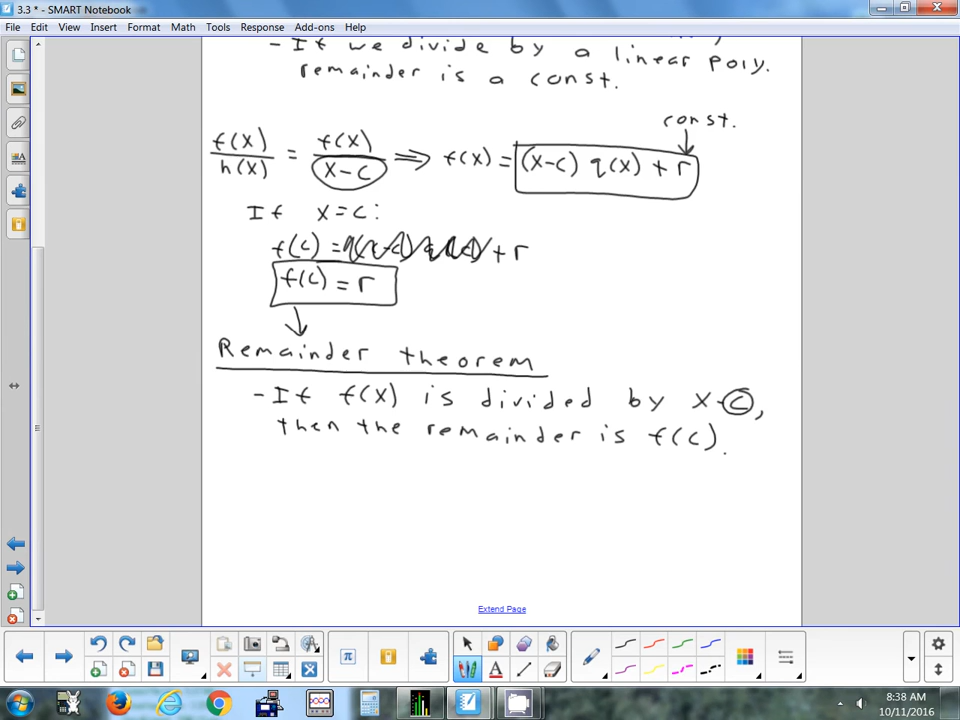 3.3 * - SMART Notebook
File Edit View Insert Format Math Tools Response Add-ons Help
- If we divide by a linear poly.
remainder is a const.
const.
f(x)/h(x) = f(x)/(x-c) ⟹ f(x) = (x-c) q(x) + r
If x=c:
f(c) = + r
f(c) = r
Remainder theorem
- If f(x) is divided by x-c,
then the remainder is f(c).
Extend Page
A
π
8:38 AM
10/11/2016